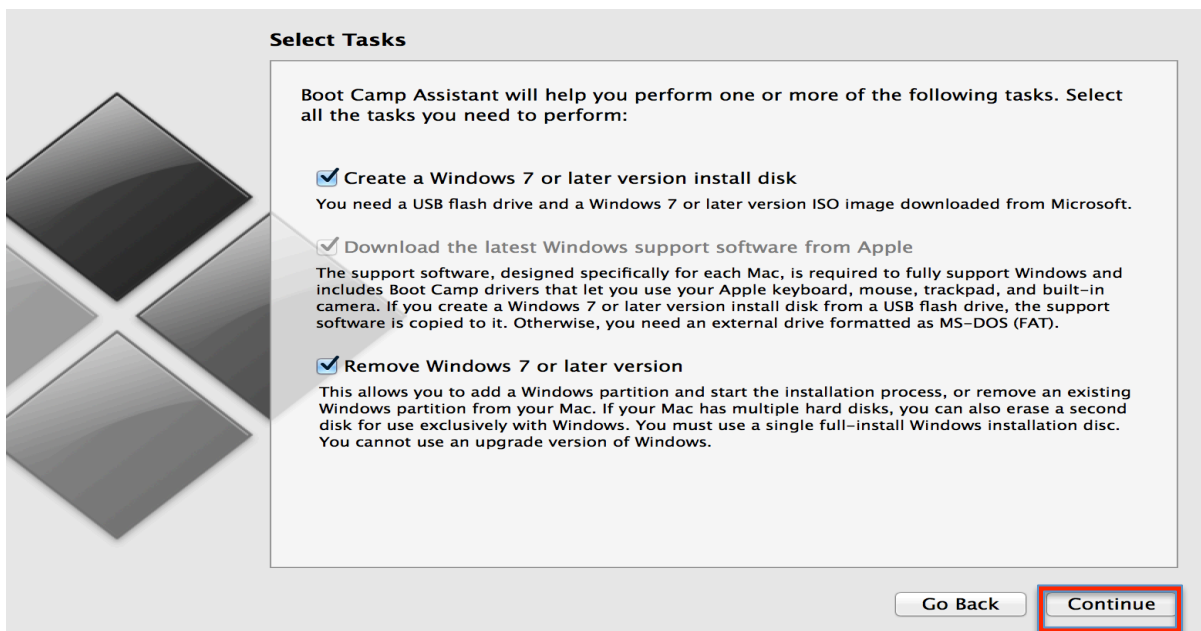 Select Tasks
Boot Camp Assistant will help you perform one or more of the following tasks. Select
all the tasks you need to perform:
Create a Windows 7 or later version install disk
You need a USB flash drive and a Windows 7 or later version ISO image downloaded from Microsoft.
Download the latest Windows support software from Apple
The support software, designed specifically for each Mac, is required to fully support Windows and
includes Boot Camp drivers that let you use your Apple keyboard, mouse, trackpad, and built-in
camera. If you create a Windows 7 or later version install disk from a USB flash drive, the support
software is copied to it. Otherwise, you need an external drive formatted as MS-DOS (FAT).
Remove Windows 7 or later version
This allows you to add a Windows partition and start the installation process, or remove an existing
Windows partition from your Mac. If your Mac has multiple hard disks, you can also erase a second
disk for use exclusively with Windows. You must use a single full-install Windows installation disc.
You cannot use an upgrade version of Windows.
Go Back
Continue